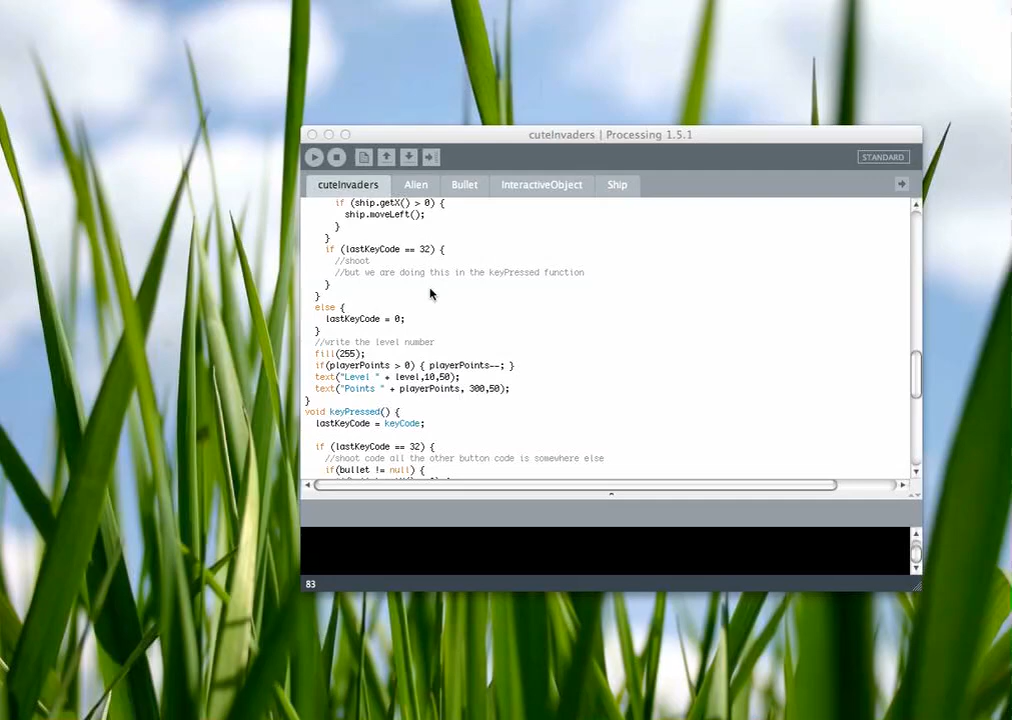 cuteInvaders | Processing 1.5.1
STANDARD
cuteInvaders Alien Bullet InteractiveObject Ship
if (ship.getX() > 0) {
ship.moveLeft();
}
}
if (lastKeyCode == 32) {
//shoot
//but we are doing this in the keyPressed function
}
}
else {
lastKeyCode = 0;
}
//write the level number
fill(255);
if(playerPoints > 0) { playerPoints--; }
text("Level " + level,10,50);
text("Points " + playerPoints, 300,50);
}
void keyPressed() {
lastKeyCode = keyCode;
if (lastKeyCode == 32) {
//shoot code all the other button code is somewhere else
if(bullet != null) {
83